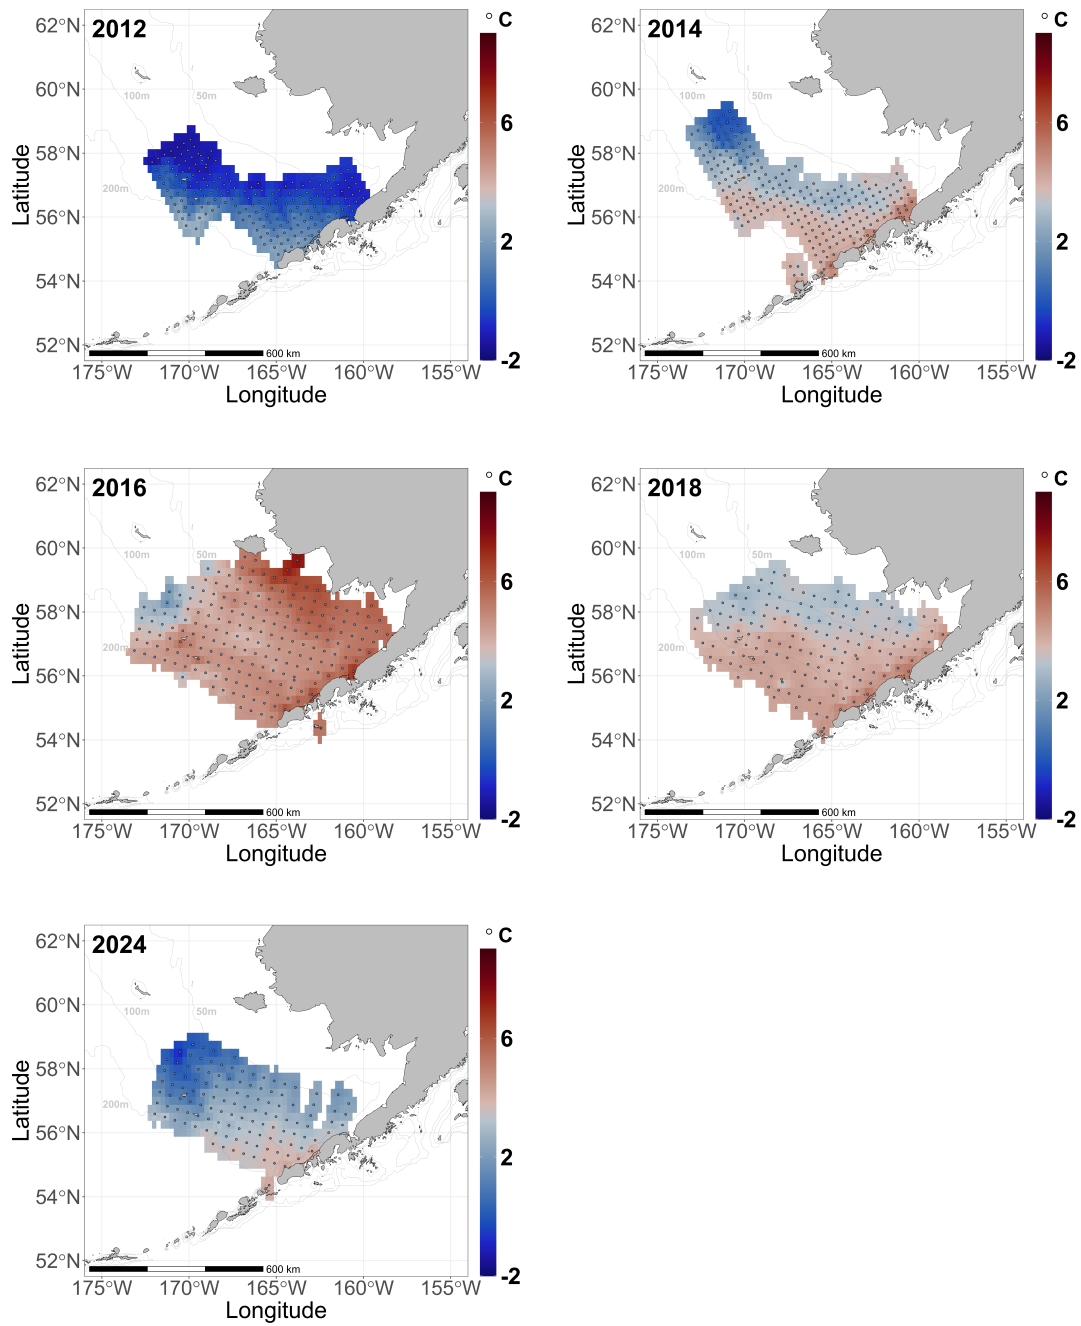 2012
° C
62°N
60°N
58°N
56°N
54°N
52°N
Latitude
100m
50m
200m
6
2
-2
600 km
175°W
170°W
165°W
160°W
155°W
Longitude
2014
° C
62°N
60°N
58°N
56°N
54°N
52°N
Latitude
100m
50m
200m
6
2
-2
600 km
175°W
170°W
165°W
160°W
155°W
Longitude
2016
° C
62°N
60°N
58°N
56°N
54°N
52°N
Latitude
100m
50m
200m
6
2
-2
600 km
175°W
170°W
165°W
160°W
155°W
Longitude
2018
° C
62°N
60°N
58°N
56°N
54°N
52°N
Latitude
100m
50m
200m
6
2
-2
600 km
175°W
170°W
165°W
160°W
155°W
Longitude
2024
° C
62°N
60°N
58°N
56°N
54°N
52°N
Latitude
100m
50m
200m
6
2
-2
600 km
175°W
170°W
165°W
160°W
155°W
Longitude